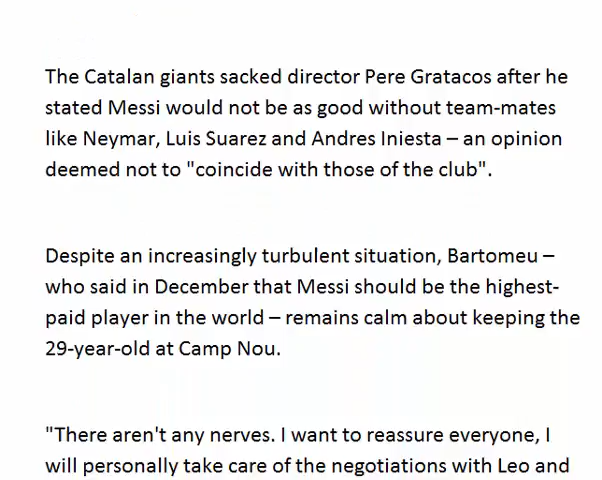 The Catalan giants sacked director Pere Gratacos after he
stated Messi would not be as good without team-mates
like Neymar, Luis Suarez and Andres Iniesta – an opinion
deemed not to "coincide with those of the club".
Despite an increasingly turbulent situation, Bartomeu –
who said in December that Messi should be the highest-
paid player in the world – remains calm about keeping the
29-year-old at Camp Nou.
"There aren't any nerves. I want to reassure everyone, I
will personally take care of the negotiations with Leo and